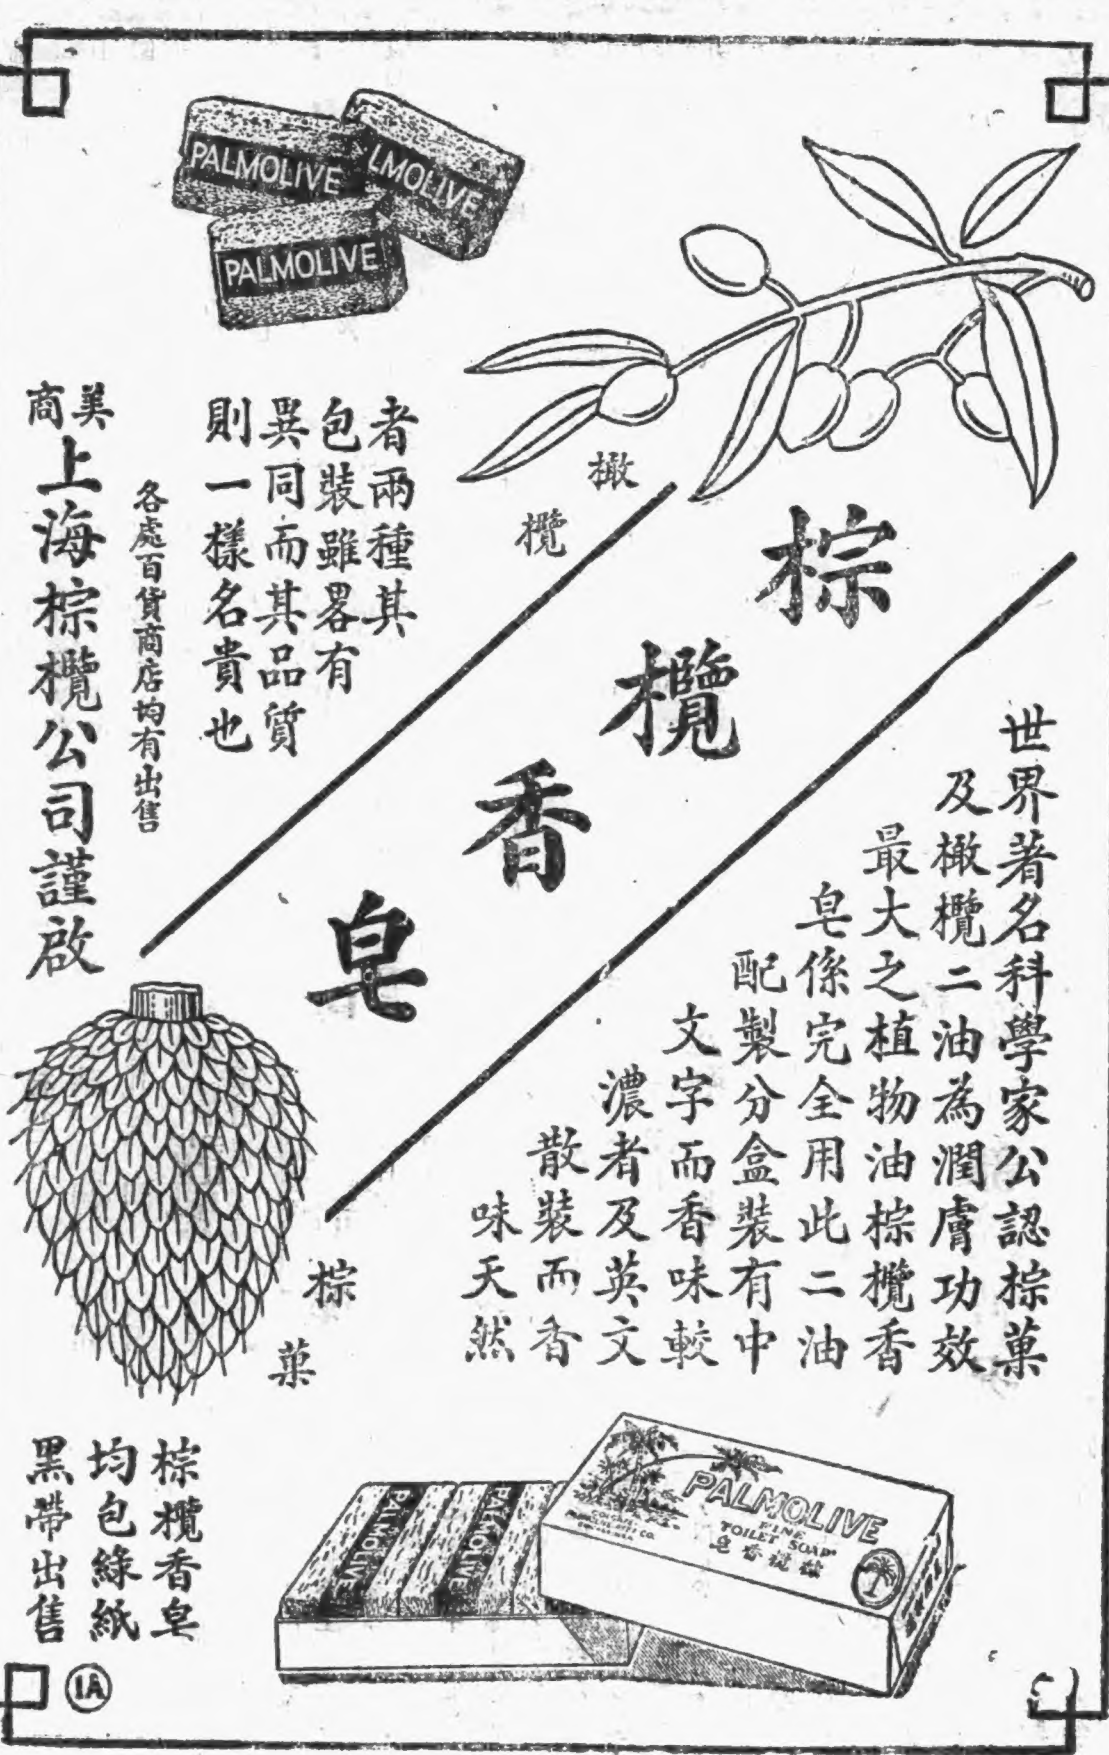 PALMOLIVE
LMOLIVE
PALMOLIVE
橄欖
棕欖香皂
世界著名科學家公認棕菓
及橄欖二油為潤膚功效
最大之植物油棕欖香
皂係完全用此二油
配製分盒裝有中
文字而香味較
濃者及英文
散裝而香
味天然
者兩種其
包裝雖畧有
異同而其品質
則一樣名貴也
各處百貨商店均有出售
美商上海棕欖公司謹啟
棕菓
棕欖香皂
均包綠紙
黑帶出售
PALMOLIVE
PALMOLIVE
PALMOLIVE
FINE
TOILET SOAP
皂香欖棕
1A